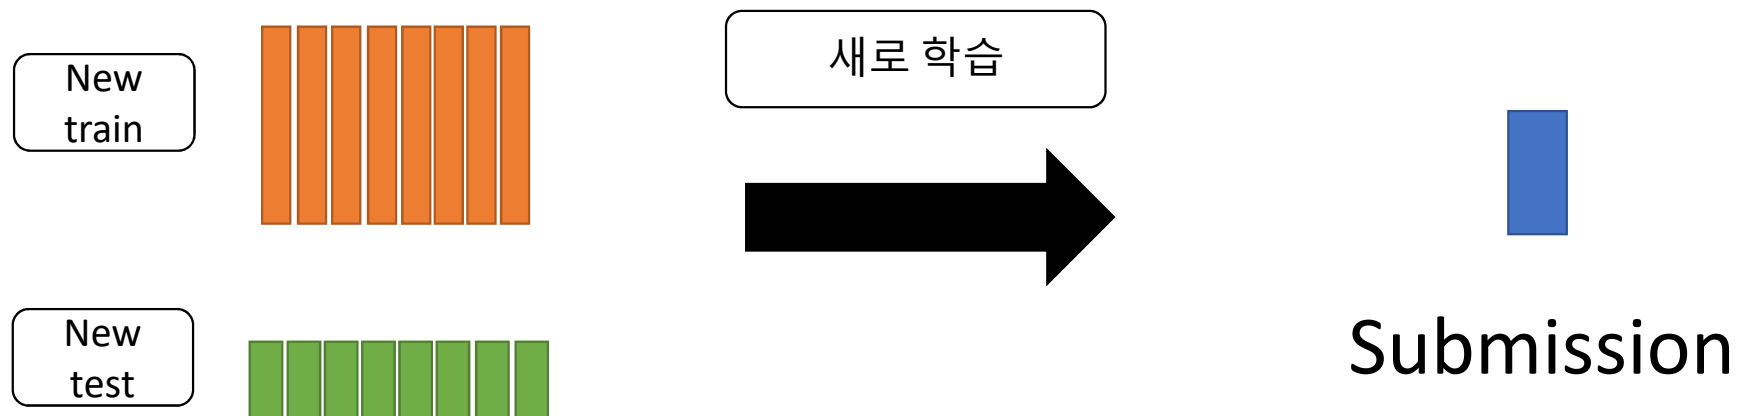 New
train
새로 학습
New
test
Submission